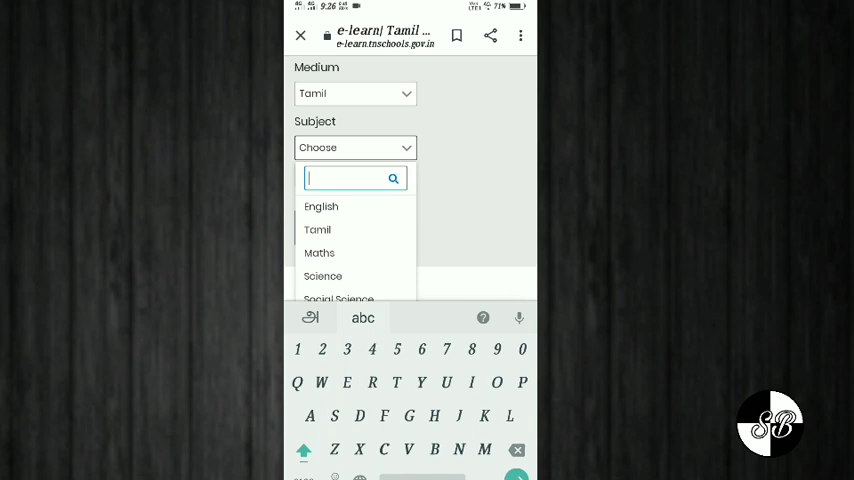 9:26
71%
e-learn| Tamil ...
e-learn.tnschools.gov.in
Medium
Tamil
Subject
Choose
English
Tamil
Maths
Science
Social Science
அ abc
1 2 3 4 5 6 7 8 9 0
Q W E R T Y U I O P
A S D F G H J K L
Z X C V B N M
SB